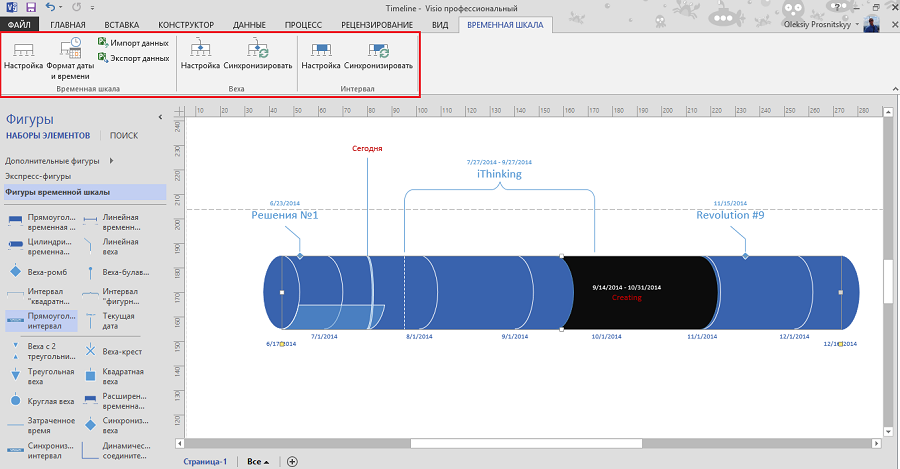 Timeline - Visio профессиональный
ФАЙЛ ГЛАВНАЯ ВСТАВКА КОНСТРУКТОР ДАННЫЕ ПРОЦЕСС РЕЦЕНЗИРОВАНИЕ ВИД ВРЕМЕННАЯ ШКАЛА Oleksiy Prosnitskyy
Настройка Формат даты и времени Импорт данных Экспорт данных
Временная шкала
Настройка Синхронизировать
Веха
Настройка Синхронизировать
Интервал
10 20 30 40 50 60 70 80 90 100 110 120 130 140 150 160 170 180 190 200 210 220 230 240 250 260 270 280
240
230
220
210
200
190
180
170
160
150
140
130
120
Фигуры
НАБОРЫ ЭЛЕМЕНТОВ ПОИСК
Дополнительные фигуры
Экспресс-фигуры
Фигуры временной шкалы
Прямоугол... временная ...
Линейная временн...
Цилиндри... временна...
Линейная веха
Веха-ромб
Веха-булав...
Интервал "квадратн...
Интервал "фигурн...
Прямоугол... интервал
Текущая дата
Веха с 2 треугольни...
Веха-крест
Треугольная веха
Квадратная веха
Круглая веха
Расширен... временна...
Затраченное время
Синхрониз... веха
Синхрониз... интервал
Динамичес... соедините...
Сегодня
7/27/2014 - 9/27/2014
iThinking
6/23/2014
Решения №1
11/15/2014
Revolution #9
9/14/2014 - 10/31/2014
Creating
6/17/2014
7/1/2014
8/1/2014
9/1/2014
10/1/2014
11/1/2014
12/1/2014
Страница-1 Все